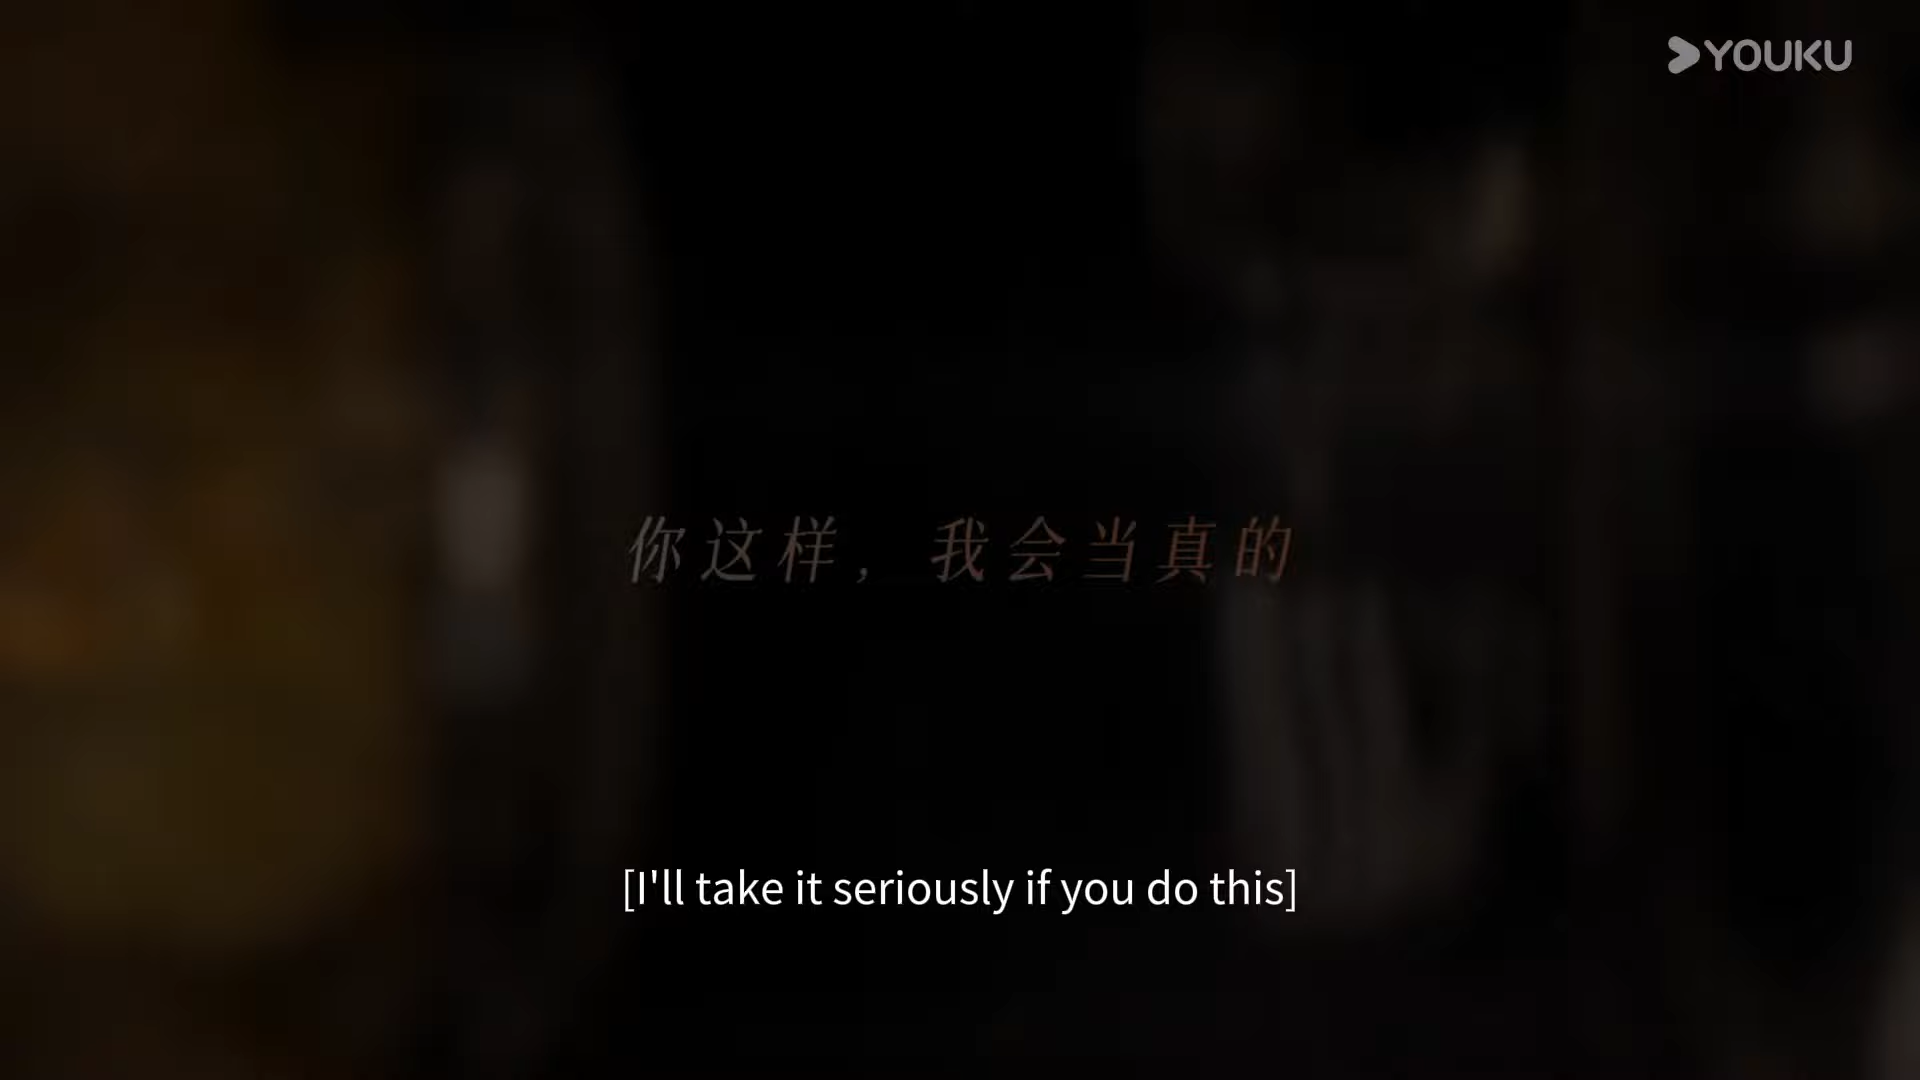 YOUKU
你这样，我会当真的
[I'll take it seriously if you do this]